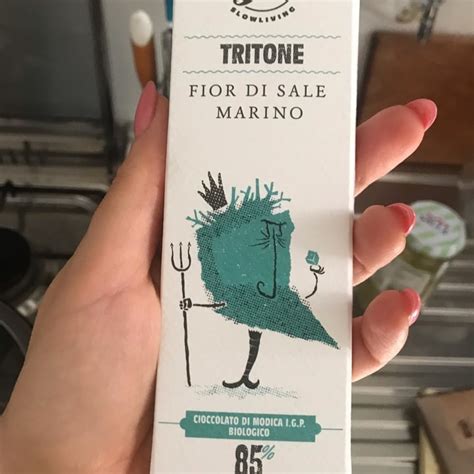 SLOWLIVING
TRITONE
FIOR DI SALE
MARINO
CIOCCOLATO DI MODICA I.G.P.
BIOLOGICO
85%